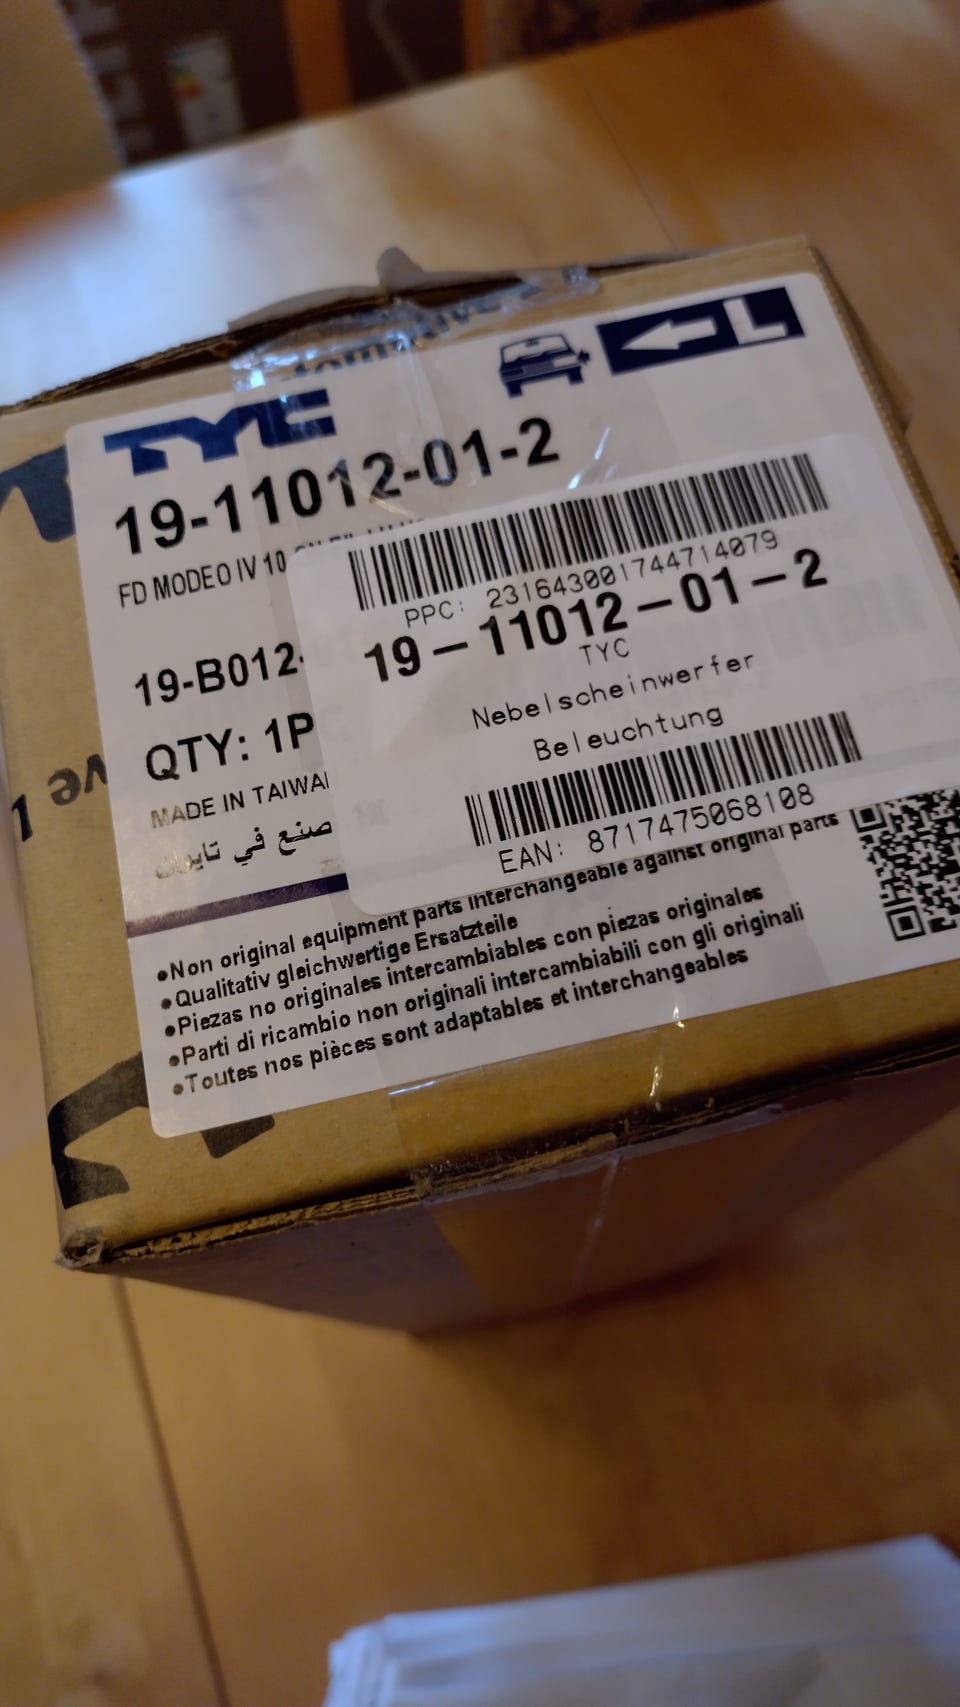 L
TYC
19-11012-01-2
FD MODEO IV 10
PPC: 231643001744714079
19-11012-01-2
TYC
19-B012-
Nebelscheinwerfer
QTY: 1P
Beleuchtung
MADE IN TAIWA
صنع في تايوان
EAN: 8717475068108
•Non original equipment parts interchangeable against original parts
•Qualitativ gleichwertige Ersatzteile
•Piezas no originales intercambiables con piezas originales
•Parti di ricambio non originali intercambiabili con gli originali
•Toutes nos pièces sont adaptables et interchangeables